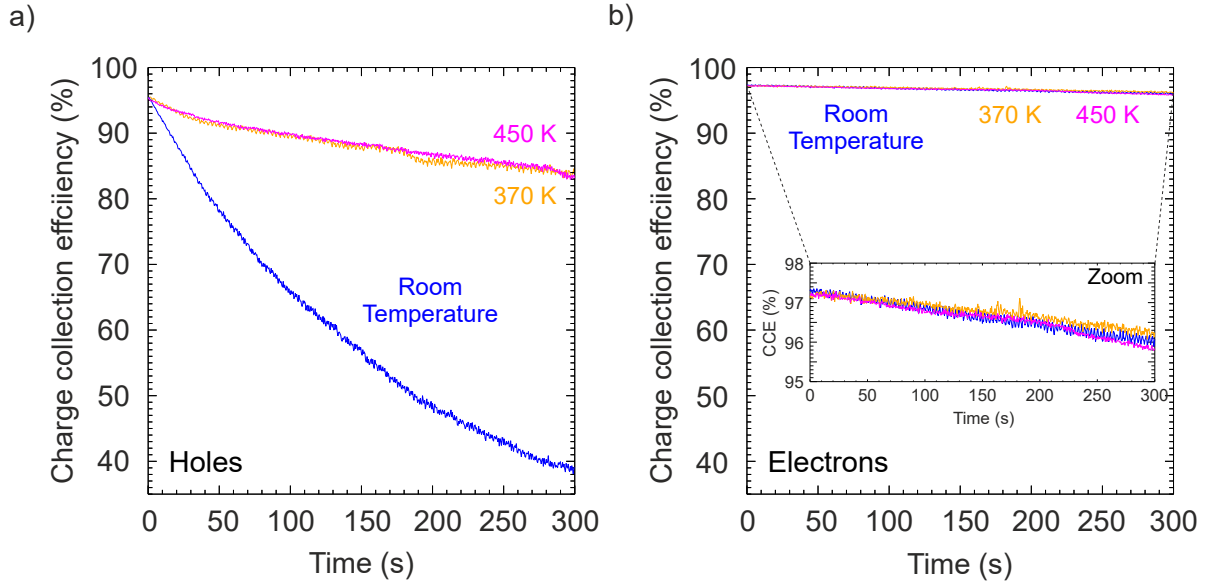 a)
Charge collection effciiency (%)
100
90
80
70
60
50
40
450 K
370 K
Room
Temperature
Holes
0 50 100 150 200 250 300
Time (s)
b)
Charge collection effciiency (%)
100
90
80
70
60
50
40
Room
Temperature
370 K
450 K
98
97
96
95
CCE (%)
Zoom
0 50 100 150 200 250 300
Time (s)
Electrons
0 50 100 150 200 250 300
Time (s)